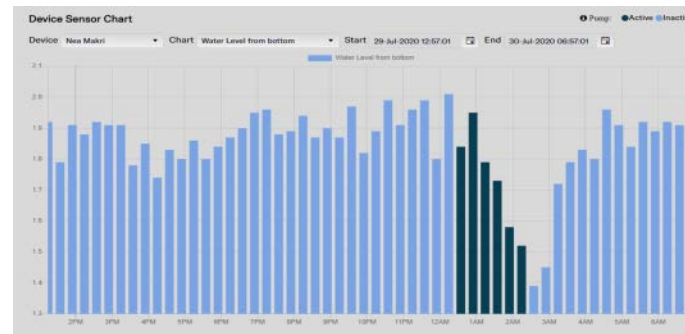 Device Sensor Chart
Pump: Active Inacti
Device Nea Makri Chart Water Level from bottom Start 29-Jul-2020 12:57:01 End 30-Jul-2020 06:57:01
Water Level from bottom
2.1
2.0
1.9
1.8
1.7
1.6
1.5
1.4
1.3
2PM 3PM 4PM 5PM 6PM 7PM 8PM 9PM 10PM 11PM 12AM 1AM 2AM 3AM 4AM 5AM 6AM